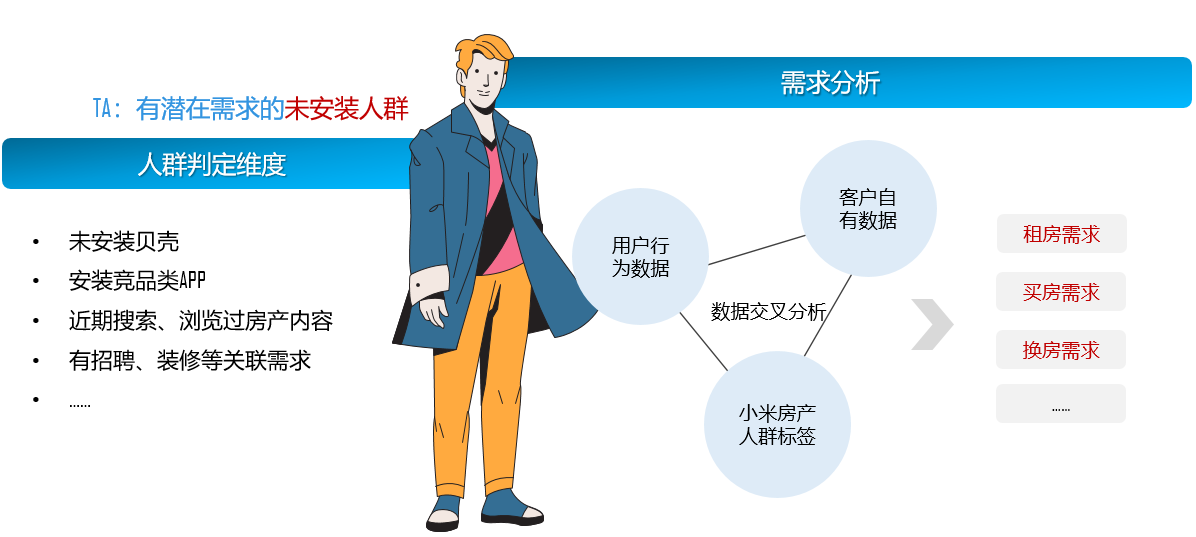 需求分析
TA: 有潜在需求的未安装人群
人群判定维度
• 未安装贝壳
• 安装竞品类APP
• 近期搜索、浏览过房产内容
• 有招聘、装修等关联需求
• ……
用户行
为数据
客户自
有数据
数据交叉分析
小米房产
人群标签
租房需求
买房需求
换房需求
……